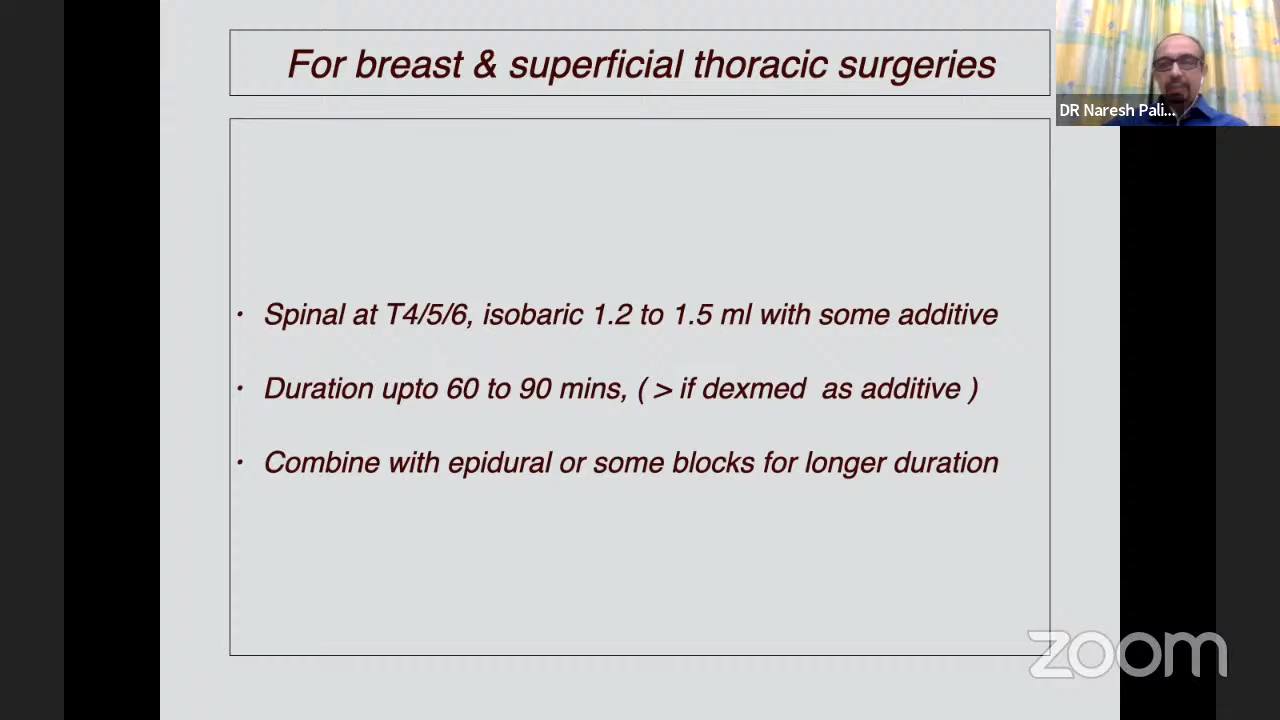 For breast & superficial thoracic surgeries
DR Naresh Pali...
• Spinal at T4/5/6, isobaric 1.2 to 1.5 ml with some additive
• Duration upto 60 to 90 mins, ( > if dexmed as additive )
• Combine with epidural or some blocks for longer duration
zoom